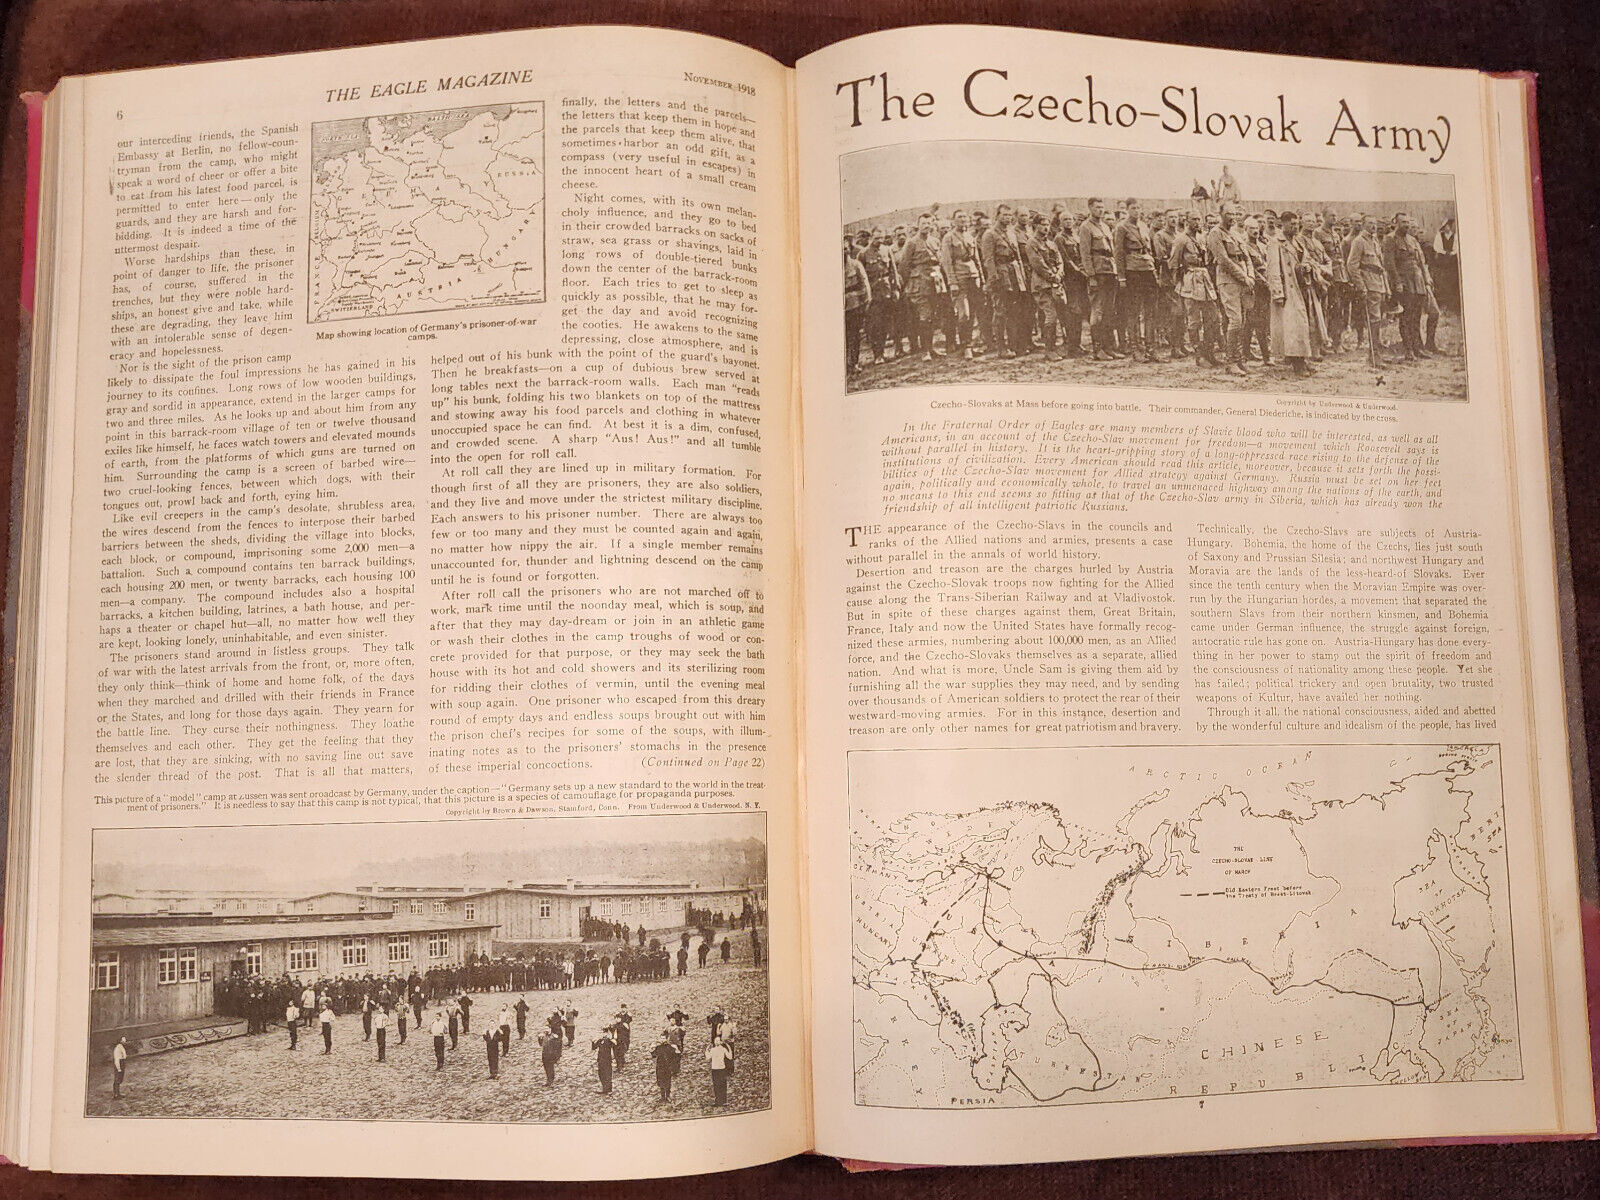 6
THE EAGLE MAGAZINE
NOVEMBER 1918
our interceding friends, the Spanish
Embassy at Berlin, no fellow-coun-
tryman from the camp, who might
speak a word of cheer or offer a bite
to eat from his latest food parcel, is
permitted to enter here—only the
guards, and they are harsh and for-
bidding. It is indeed a time of the
uttermost despair.
Worse hardships than these, in
point of danger to life, the prisoner
has, of course, suffered in the
trenches, but they were noble hard-
ships, an honest give and take, while
these are degrading, they leave him
with an intolerable sense of degen-
eracy and hopelessness.
Nor is the sight of the prison camp
likely to dissipate the foul impressions he has gained in his
journey to its confines. Long rows of low wooden buildings,
gray and sordid in appearance, extend in the larger camps for
two and three miles. As he looks up and about him from any
point in this barrack-room village of ten or twelve thousand
exiles like himself, he faces watch towers and elevated mounds
of earth, from the platforms of which guns are turned on
him. Surrounding the camp is a screen of barbed wire—
two cruel-looking fences, between which dogs, with their
tongues out, prowl back and forth, eying him.
Like evil creepers in the camp's desolate, shrubless area,
the wires descend from the fences to interpose their barbed
barriers between the sheds, dividing the village into blocks,
each block, or compound, imprisoning some 2,000 men—a
battalion. Such a compound contains ten barrack buildings,
each housing 200 men, or twenty barracks, each housing 100
men—a company. The compound includes also a hospital
barracks, a kitchen building, latrines, a bath house, and per-
haps a theater or chapel hut—all, no matter how well they
are kept, looking lonely, uninhabitable, and even sinister.
The prisoners stand around in listless groups. They talk
of war with the latest arrivals from the front, or, more often,
they only think—think of home and home folk, of the days
when they marched and drilled with their friends in France
or the States, and long for those days again. They yearn for
the battle line. They curse their nothingness. They loathe
themselves and each other. They get the feeling that they
are lost, that they are sinking, with no saving line out save
the slender thread of the post. That is all that matters,
RUSSIA
GERMANY
HUNGARY
AUSTRIA
FRANCE
BELGIUM
SWITZERLAND
Map showing location of Germany's prisoner-of-war
camps.
finally, the letters and the parcels—
the letters that keep them in hope and
the parcels that keep them alive, that
sometimes harbor an odd gift, as a
compass (very useful in escapes) in
the innocent heart of a small cream
cheese.
Night comes, with its own melan-
choly influence, and they go to bed
in their crowded barracks on sacks of
straw, sea grass or shavings, laid in
long rows of double-tiered bunks
down the center of the barrack-room
floor. Each tries to get to sleep as
quickly as possible, that he may for-
get the day and avoid recognizing
the cooties. He awakens to the same
depressing, close atmosphere, and is
helped out of his bunk with the point of the guard's bayonet.
Then he breakfasts—on a cup of dubious brew served at
long tables next the barrack-room walls. Each man "reads
up" his bunk, folding his two blankets on top of the mattress
and stowing away his food parcels and clothing in whatever
unoccupied space he can find. At best it is a dim, confused,
and crowded scene. A sharp "Aus! Aus!" and all tumble
into the open for roll call.
At roll call they are lined up in military formation. For
though first of all they are prisoners, they are also soldiers,
and they live and move under the strictest military discipline.
Each answers to his prisoner number. There are always too
few or too many and they must be counted again and again,
no matter how nippy the air. If a single member remains
unaccounted for, thunder and lightning descend on the camp
until he is found or forgotten.
After roll call the prisoners who are not marched off to
work, mark time until the noonday meal, which is soup, and
after that they may day-dream or join in an athletic game
or wash their clothes in the camp troughs of wood or con-
crete provided for that purpose, or they may seek the bath
house with its hot and cold showers and its sterilizing room
for ridding their clothes of vermin, until the evening meal
with soup again. One prisoner who escaped from this dreary
round of empty days and endless soups brought out with him
the prison chef's recipes for some of the soups, with illum-
inating notes as to the prisoners' stomachs in the presence
of these imperial concoctions. (Continued on Page 22)
This picture of a "model" camp at Zussen was sent broadcast by Germany, under the caption—"Germany sets up a new standard to the world in the treat-
ment of prisoners." It is needless to say that this camp is not typical, that this picture is a species of camouflage for propaganda purposes.
Copyright by Brown & Dawson, Stamford, Conn. From Underwood & Underwood, N. Y.
The Czecho-Slovak Army
Copyright by Underwood & Underwood.
Czecho-Slovaks at Mass before going into battle. Their commander, General Diederiche, is indicated by the cross.
In the Fraternal Order of Eagles are many members of Slavic blood who will be interested, as well as all
Americans, in an account of the Czecho-Slav movement for freedom—a movement which Roosevelt says is
without parallel in history. It is the heart-gripping story of a long-oppressed race rising to the defense of the
institutions of civilization. Every American should read this article, moreover, because it sets forth the possi-
bilities of the Czecho-Slav movement for Allied strategy against Germany. Russia must be set on her feet
again, politically and economically whole, to travel an unmenaced highway among the nations of the earth, and
no means to this end seems so fitting at that of the Czecho-Slav army in Siberia, which has already won the
friendship of all intelligent patriotic Russians.
THE appearance of the Czecho-Slavs in the councils and
ranks of the Allied nations and armies, presents a case
without parallel in the annals of world history.
Desertion and treason are the charges hurled by Austria
against the Czecho-Slovak troops now fighting for the Allied
cause along the Trans-Siberian Railway and at Vladivostok.
But in spite of these charges against them, Great Britain,
France, Italy and now the United States have formally recog-
nized these armies, numbering about 100,000 men, as an Allied
force, and the Czecho-Slovaks themselves as a separate, allied
nation. And what is more, Uncle Sam is giving them aid by
furnishing all the war supplies they may need, and by sending
over thousands of American soldiers to protect the rear of their
westward-moving armies. For in this instance, desertion and
treason are only other names for great patriotism and bravery.
Technically, the Czecho-Slavs are subjects of Austria-
Hungary. Bohemia, the home of the Czechs, lies just south
of Saxony and Prussian Silesia; and northwest Hungary and
Moravia are the lands of the less-heard-of Slovaks. Ever
since the tenth century when the Moravian Empire was over-
run by the Hungarian hordes, a movement that separated the
southern Slavs from their northern kinsmen, and Bohemia
came under German influence, the struggle against foreign,
autocratic rule has gone on. Austria-Hungary has done every-
thing in her power to stamp out the spirit of freedom and
the consciousness of nationality among these people. Yet she
has failed; political trickery and open brutality, two trusted
weapons of Kultur, have availed her nothing.
Through it all, the national consciousness, aided and abetted
by the wonderful culture and idealism of the people, has lived
ARCTIC OCEAN
THE
CZECHO-SLOVAK LINE
OF MARCH
Old Eastern Front before
the Treaty of Brest-Litovsk
GERMANY
HUNGARY
SIBERIA
SEA
OF
OKHOTSK
SEA
OF
JAPAN
TURKESTAN
CHINESE
REPUBLIC
PERSIA
7